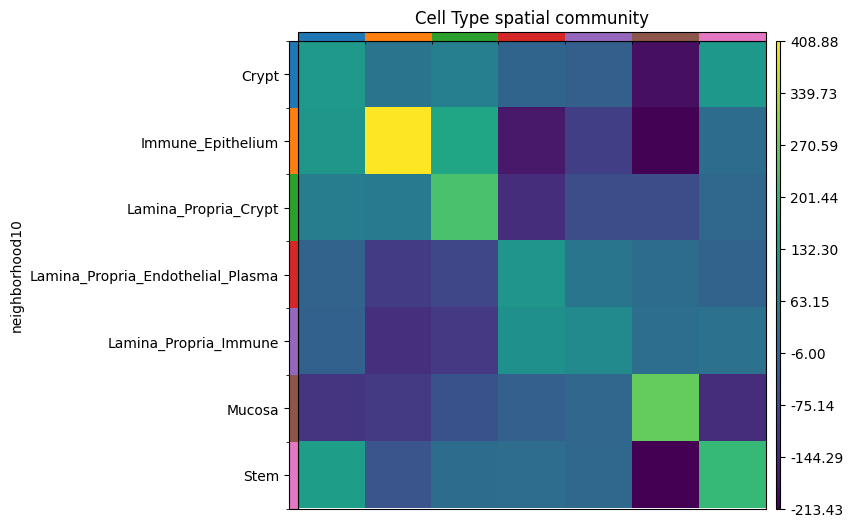 Cell Type spatial community
neighborhood10
Crypt
Immune_Epithelium
Lamina_Propria_Crypt
Lamina_Propria_Endothelial_Plasma
Lamina_Propria_Immune
Mucosa
Stem
408.88
339.73
270.59
201.44
132.30
63.15
-6.00
-75.14
-144.29
-213.43